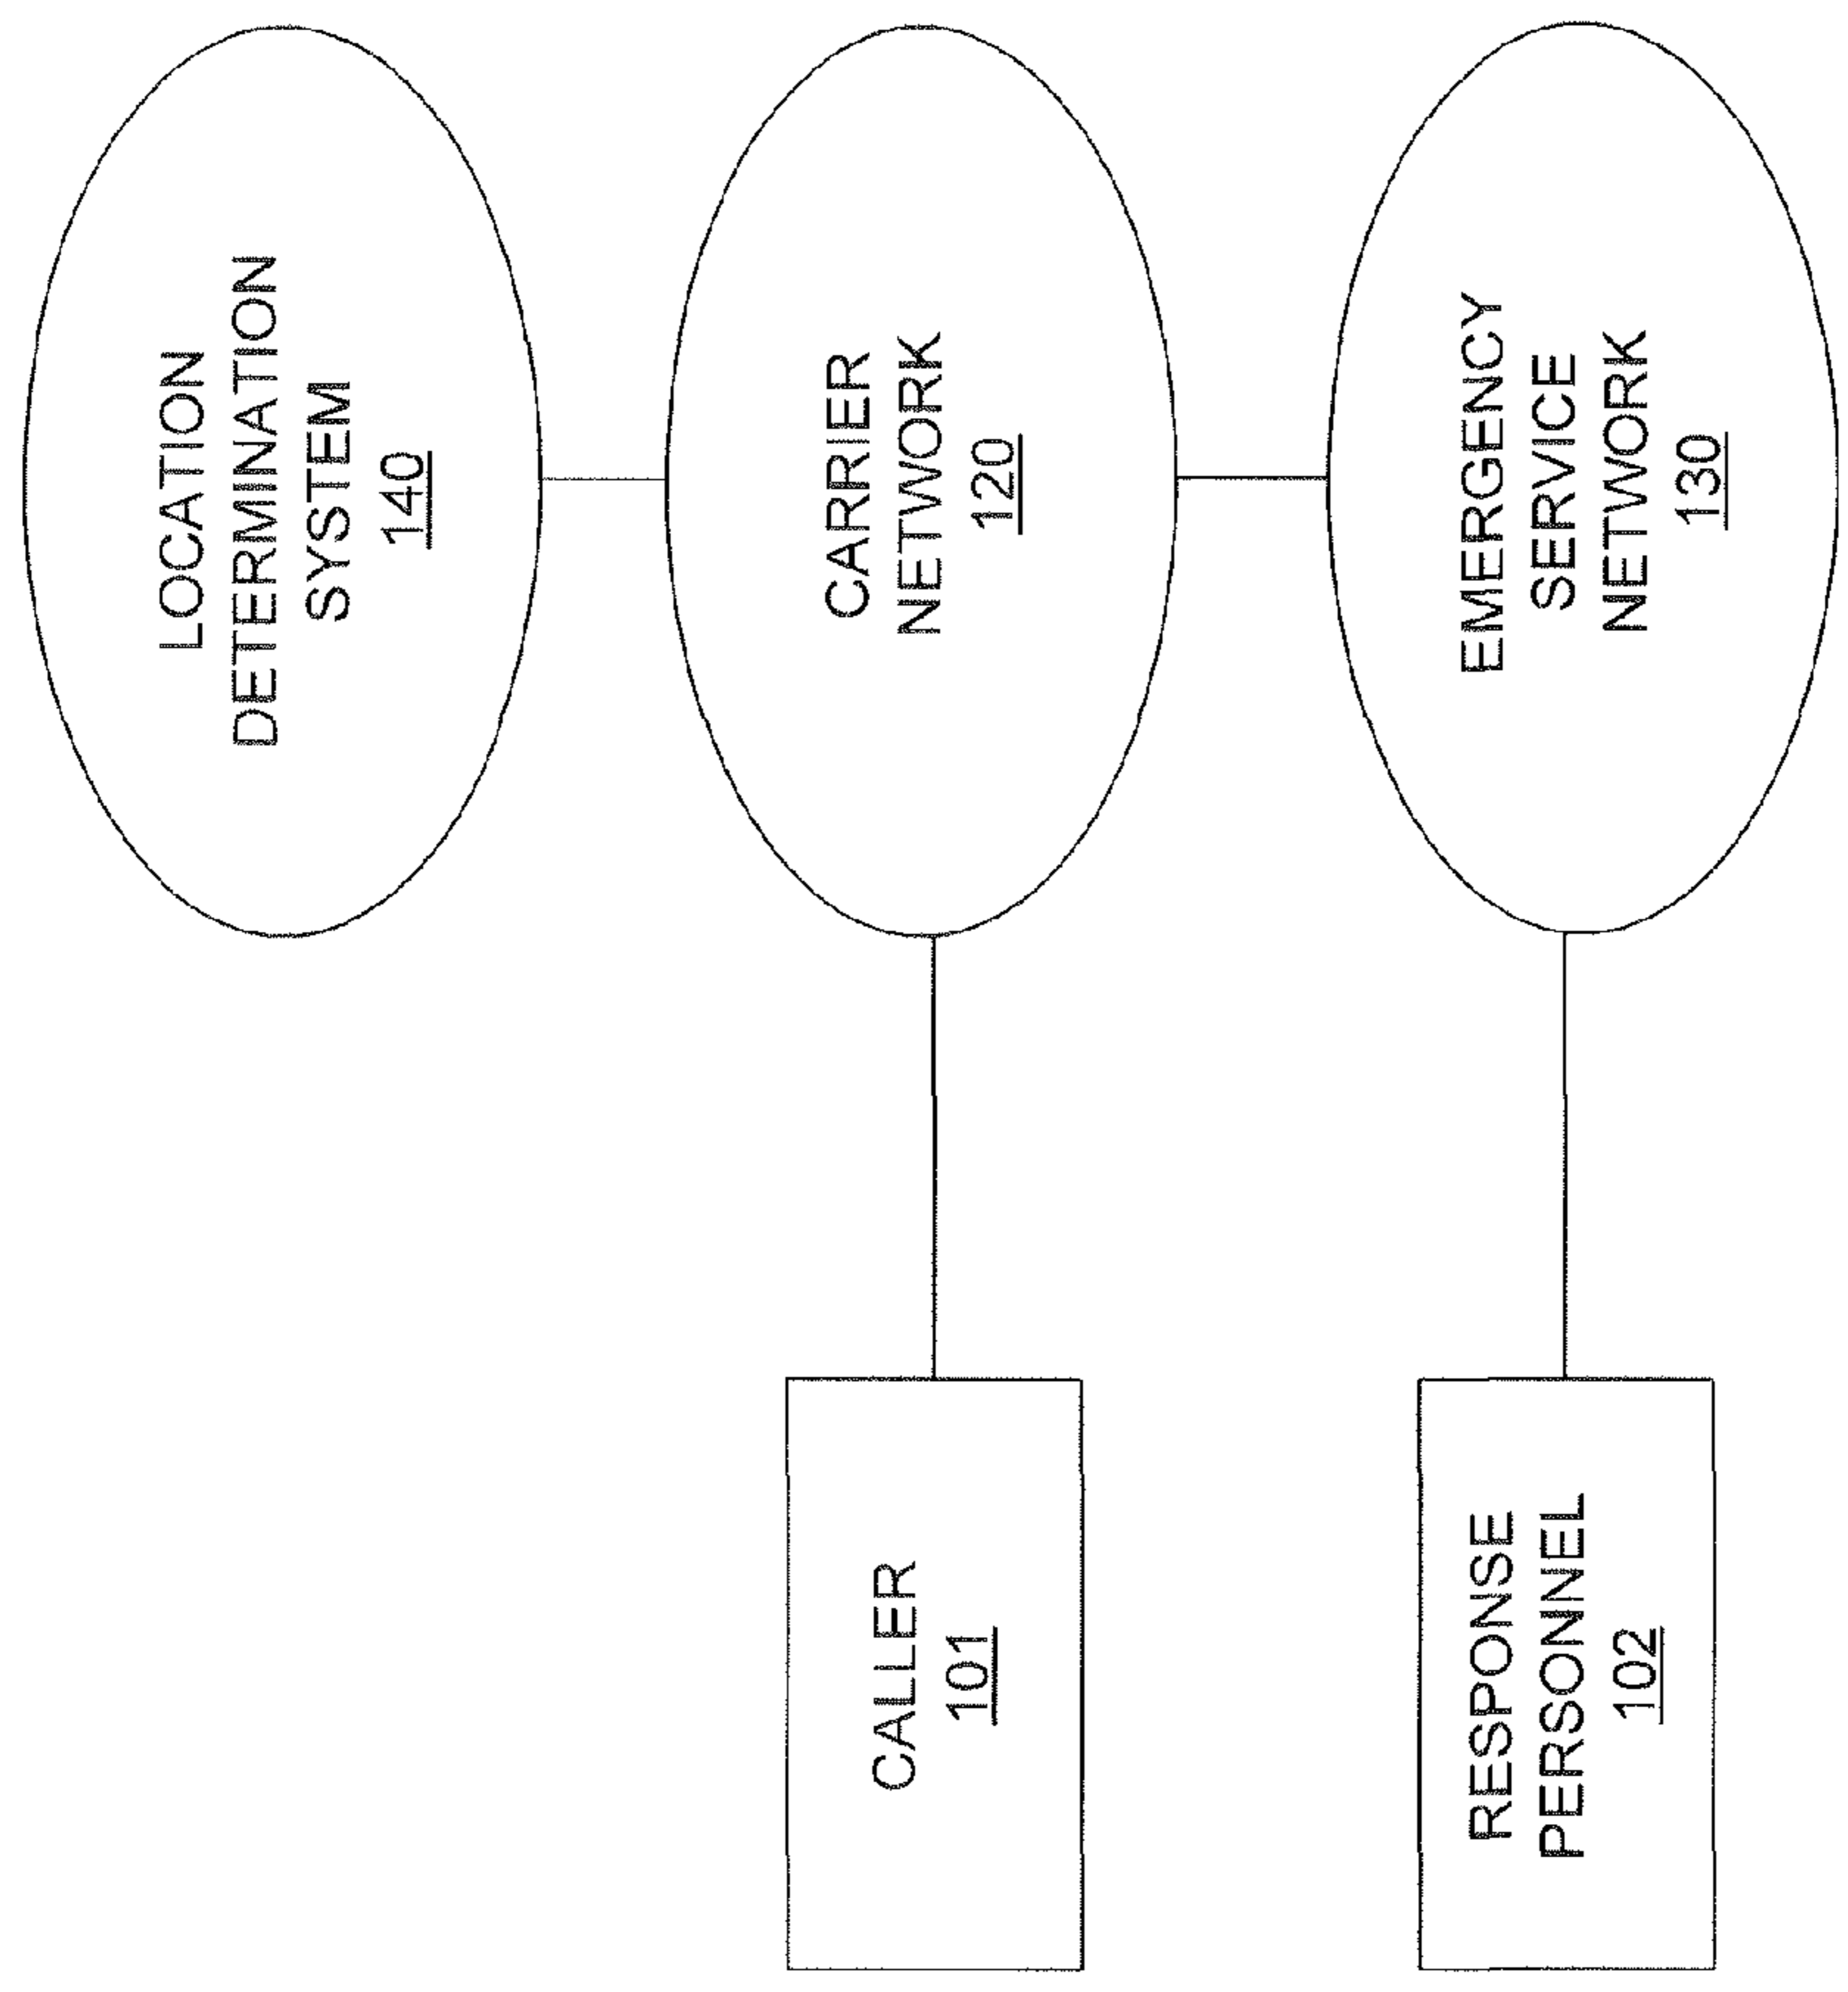 LOCATION
DETERMINATION
SYSTEM
140
CALLER
101
CARRIER
NETWORK
120
RESPONSE
PERSONNEL
102
EMERGENCY
SERVICE
NETWORK
130